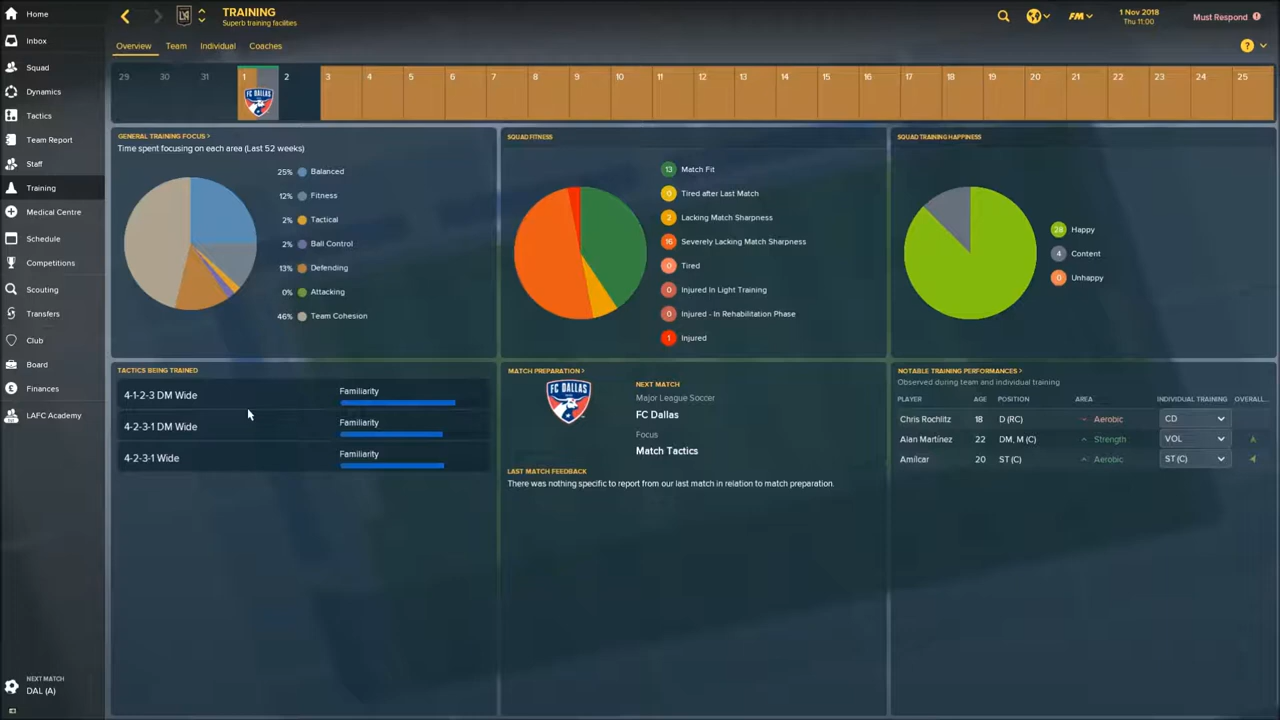 Home
Inbox
Squad
Dynamics
Tactics
Team Report
Staff
Training
Medical Centre
Schedule
Competitions
Scouting
Transfers
Club
Board
Finances
LAFC Academy
NEXT MATCH
DAL (A)
TRAINING
Superb training facilities
FM
1 Nov 2018
Thu 11:00
Must Respond
Overview Team Individual Coaches
29 30 31 1 2 3 4 5 6 7 8 9 10 11 12 13 14 15 16 17 18 19 20 21 22 23 24 25
FC DALLAS
GENERAL TRAINING FOCUS >
Time spent focusing on each area (Last 52 weeks)
25% Balanced
12% Fitness
2% Tactical
2% Ball Control
13% Defending
0% Attacking
46% Team Cohesion
SQUAD FITNESS
13 Match Fit
0 Tired after Last Match
2 Lacking Match Sharpness
16 Severely Lacking Match Sharpness
0 Tired
0 Injured In Light Training
0 Injured - In Rehabilitation Phase
1 Injured
SQUAD TRAINING HAPPINESS
28 Happy
4 Content
0 Unhappy
TACTICS BEING TRAINED
4-1-2-3 DM Wide Familiarity
4-2-3-1 DM Wide Familiarity
4-2-3-1 Wide Familiarity
MATCH PREPARATION >
FC DALLAS
NEXT MATCH
Major League Soccer
FC Dallas
Focus
Match Tactics
LAST MATCH FEEDBACK
There was nothing specific to report from our last match in relation to match preparation.
NOTABLE TRAINING PERFORMANCES >
Observed during team and individual training
PLAYER AGE POSITION AREA INDIVIDUAL TRAINING OVERALL...
Chris Rochlitz 18 D (RC) Aerobic CD
Alan Martínez 22 DM, M (C) Strength VOL
Amílcar 20 ST (C) Aerobic ST (C)